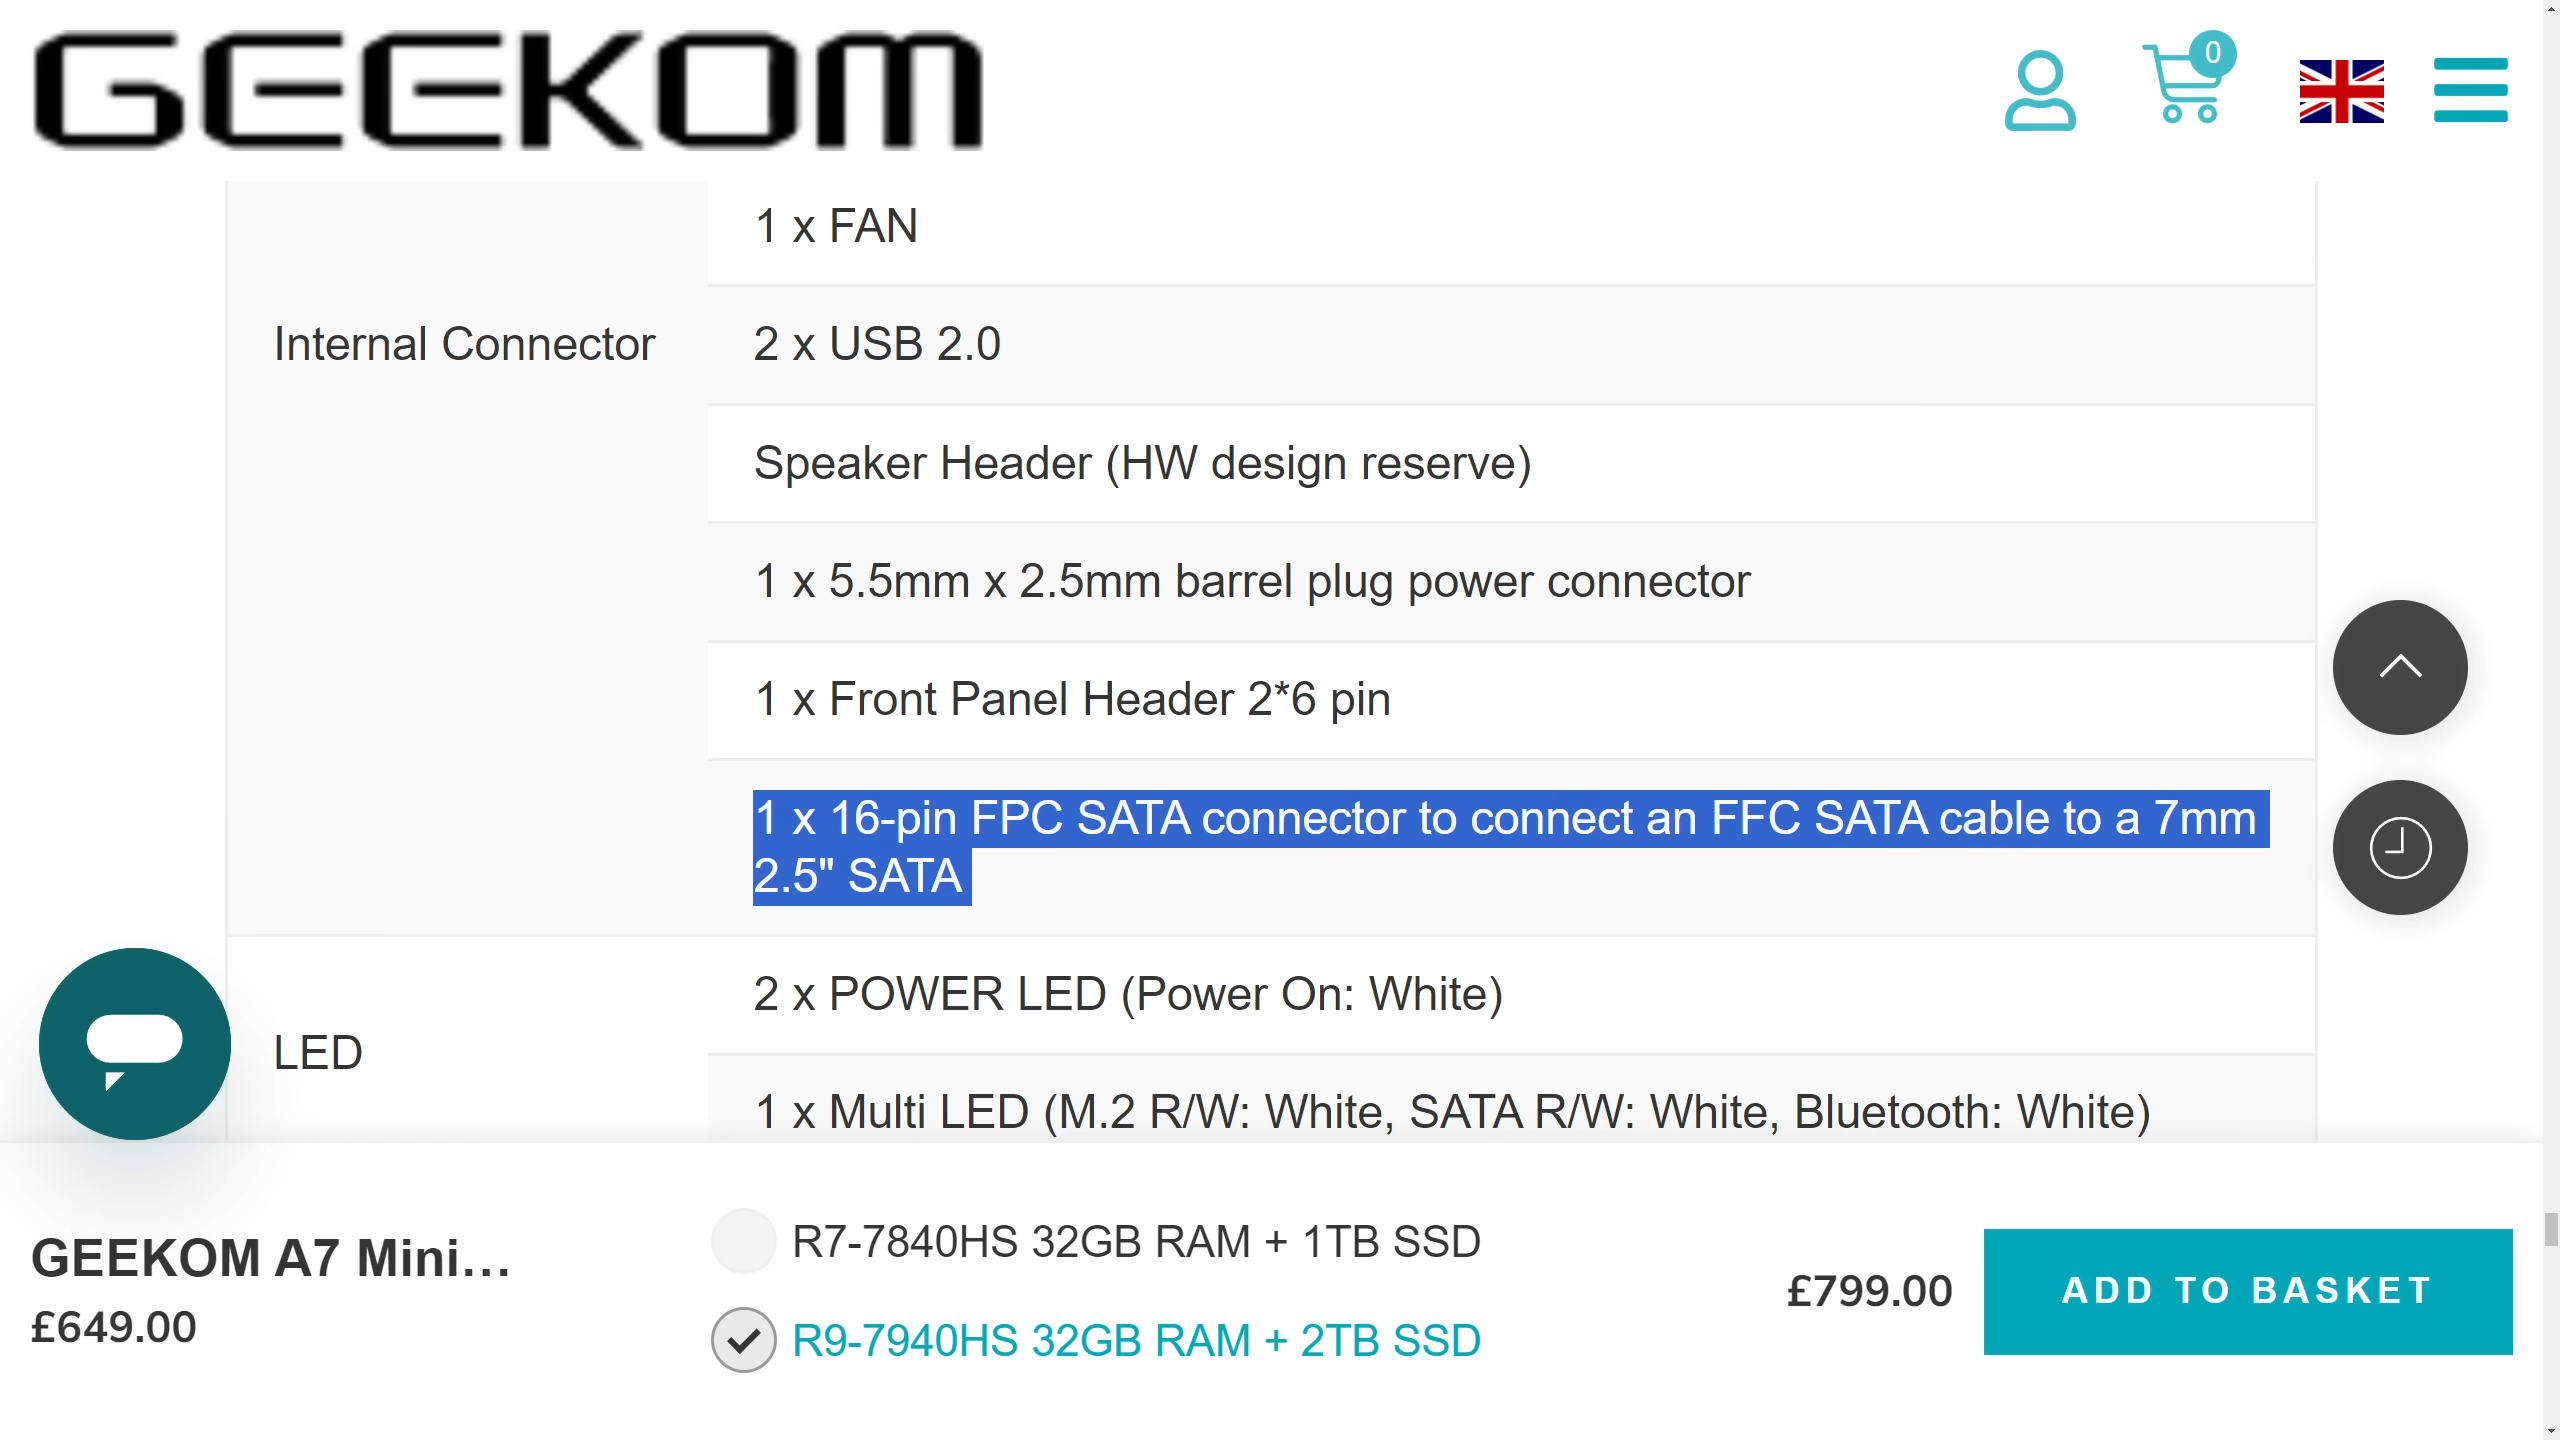 GEEKOM
0
1 x FAN
Internal Connector
2 x USB 2.0
Speaker Header (HW design reserve)
1 x 5.5mm x 2.5mm barrel plug power connector
1 x Front Panel Header 2*6 pin
1 x 16-pin FPC SATA connector to connect an FFC SATA cable to a 7mm
2.5" SATA
2 x POWER LED (Power On: White)
LED
1 x Multi LED (M.2 R/W: White, SATA R/W: White, Bluetooth: White)
GEEKOM A7 Mini...
£649.00
R7-7840HS 32GB RAM + 1TB SSD
R9-7940HS 32GB RAM + 2TB SSD
£799.00
ADD TO BASKET